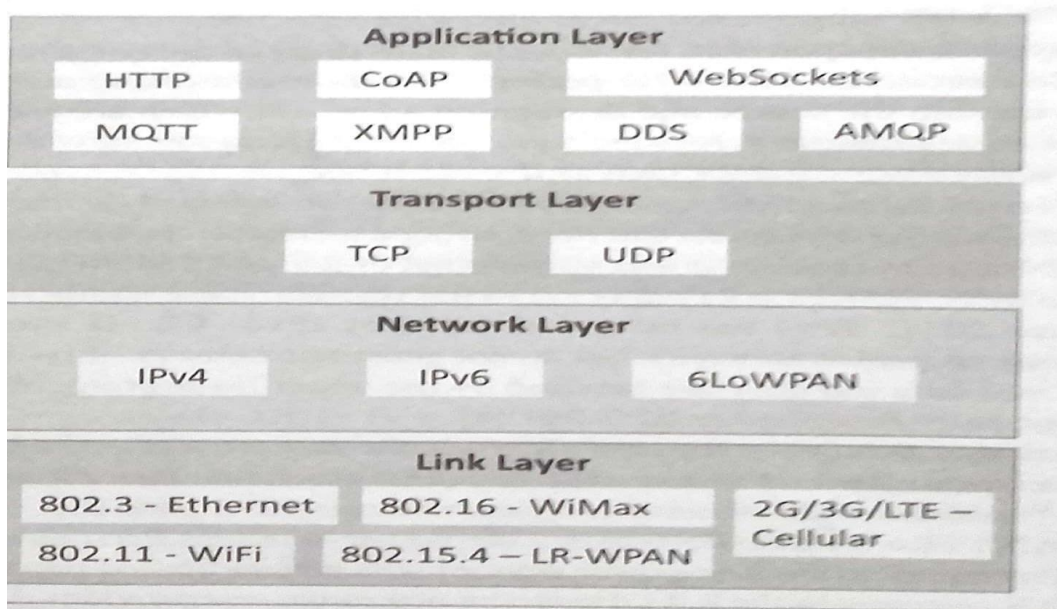 Application Layer
HTTP CoAP WebSockets
MQTT XMPP DDS AMQP
Transport Layer
TCP UDP
Network Layer
IPv4 IPv6 6LoWPAN
Link Layer
802.3 - Ethernet 802.16 - WiMax 2G/3G/LTE –
Cellular
802.11 - WiFi 802.15.4 – LR-WPAN